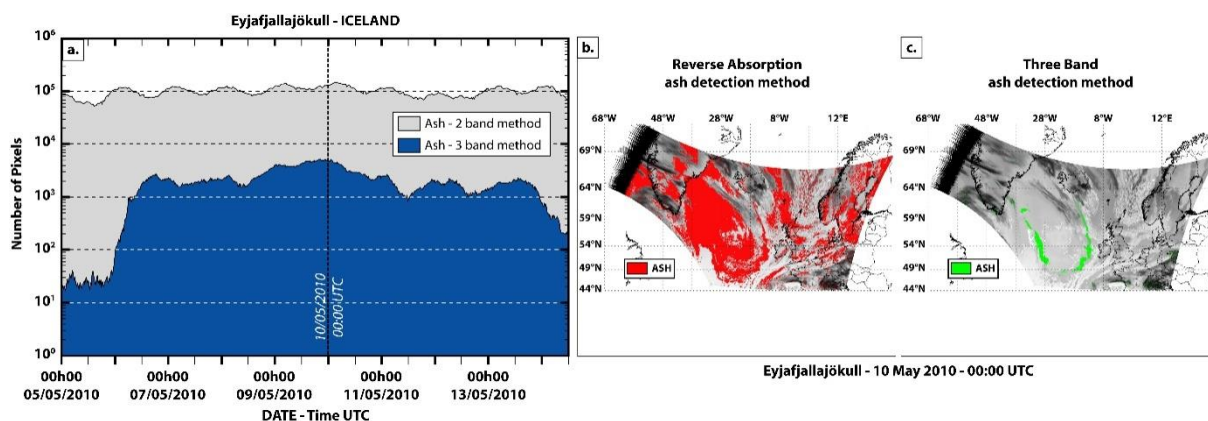 Eyjafjallajökull - ICELAND
a.
10⁶
10⁵
10⁴
10³
10²
10¹
10⁰
Number of Pixels
Ash - 2 band method
Ash - 3 band method
10/05/2010
00:00 UTC
00h00 00h00 00h00 00h00 00h00
05/05/2010 07/05/2010 09/05/2010 11/05/2010 13/05/2010
DATE - Time UTC
b.
Reverse Absorption
ash detection method
68°W 48°W 28°W 8°W 12°E
69°N
64°N
59°N
54°N
49°N
44°N
ASH
c.
Three Band
ash detection method
68°W 48°W 28°W 8°W 12°E
69°N
64°N
59°N
54°N
49°N
44°N
ASH
Eyjafjallajökull - 10 May 2010 - 00:00 UTC